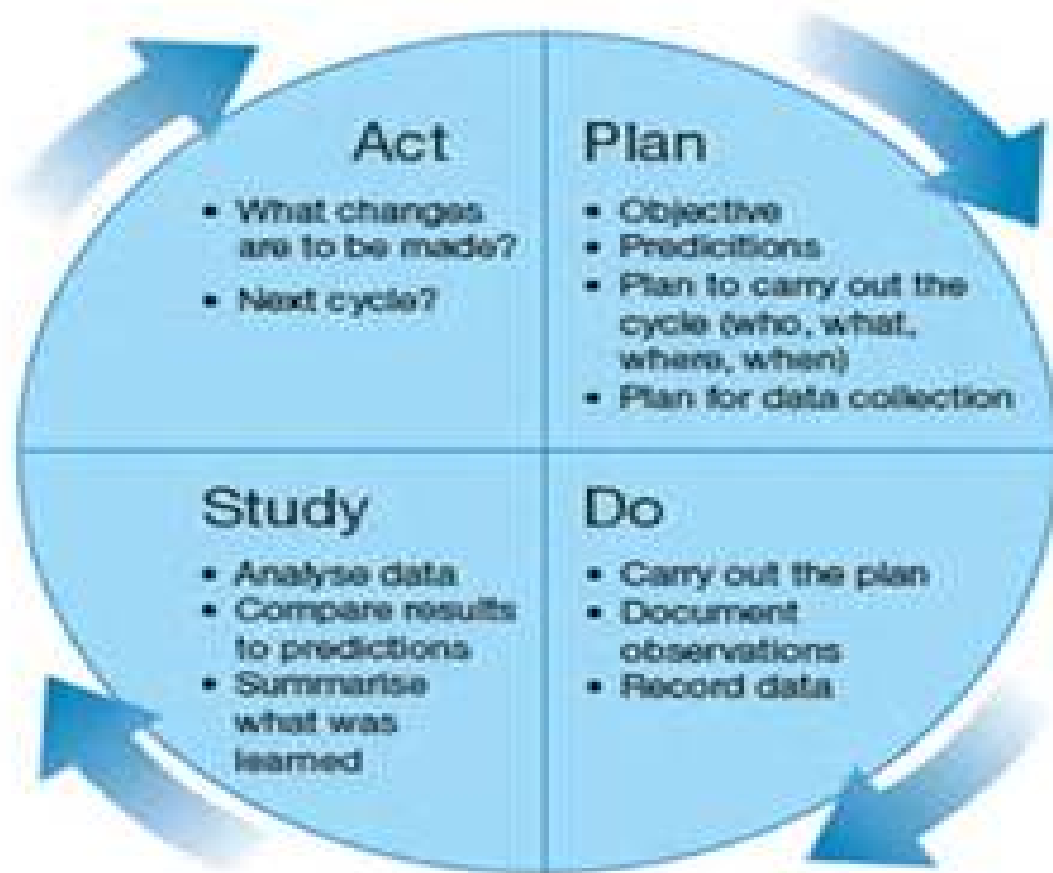 Act
• What changes
are to be made?
• Next cycle?
Plan
• Objective
• Predicitions
• Plan to carry out the
cycle (who, what,
where, when)
• Plan for data collection
Study
• Analyse data
• Compare results
to predictions
• Summarise
what was
learned
Do
• Carry out the plan
• Document
observations
• Record data